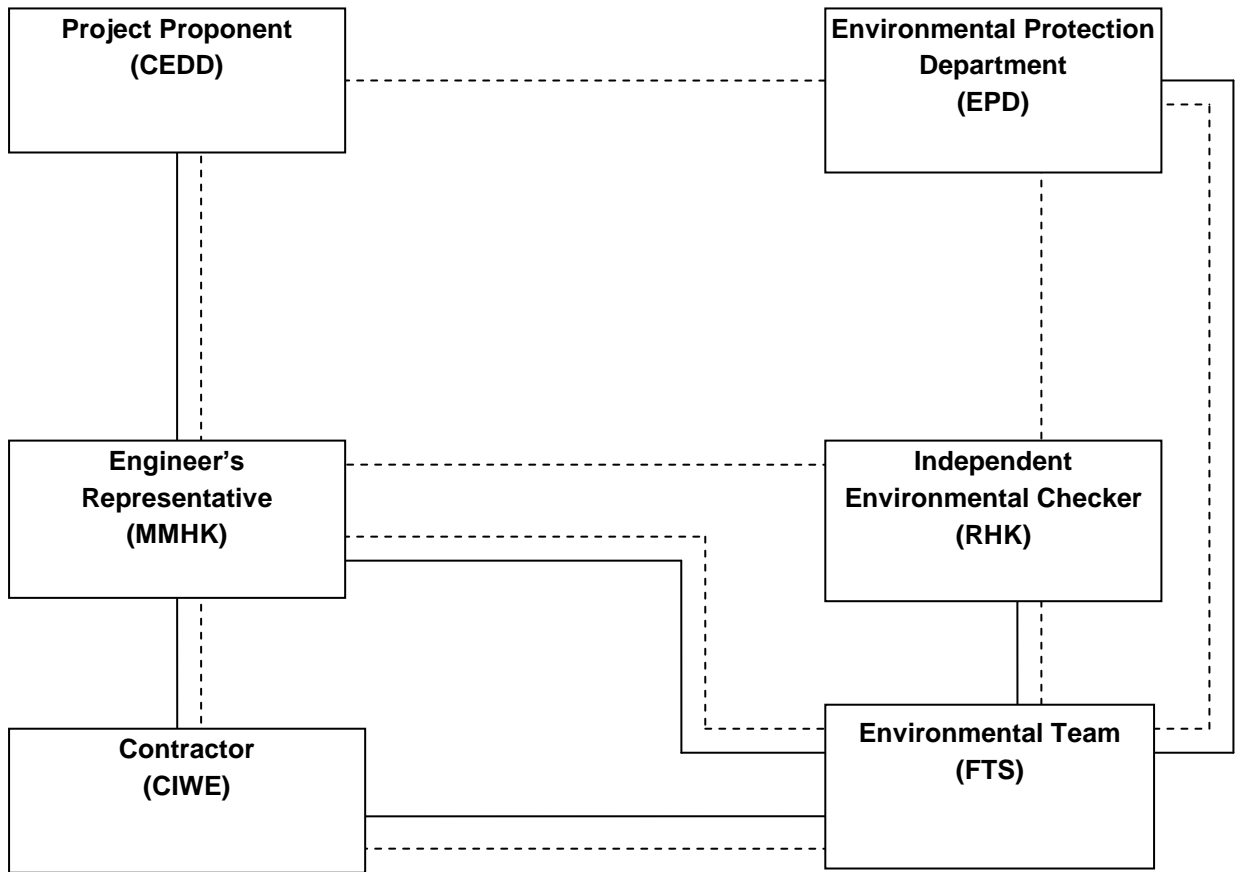 Project Proponent
(CEDD)
Environmental Protection
Department
(EPD)
Engineer’s
Representative
(MMHK)
Independent
Environmental Checker
(RHK)
Contractor
(CIWE)
Environmental Team
(FTS)